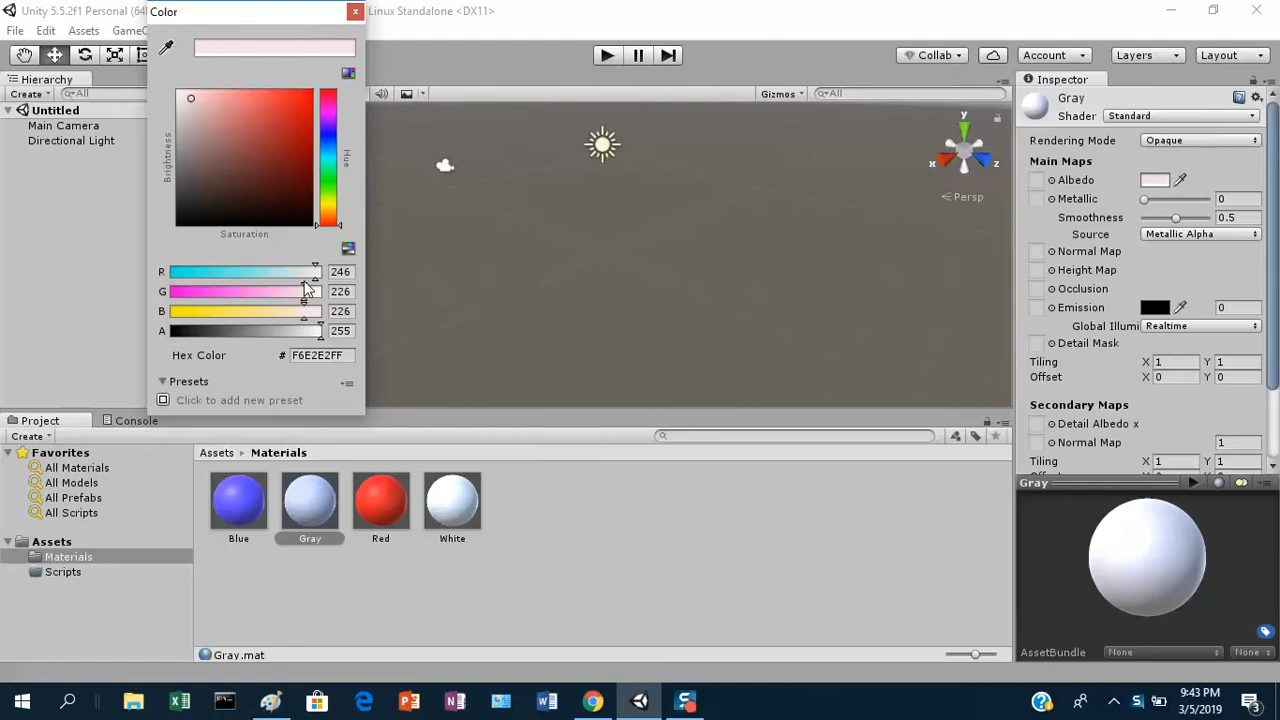 Unity 5.5.2f1 Personal (
Linux Standalone <DX11>
Color
File Edit Assets GameO
Collab
Account
Layers
Layout
Hierarchy
Create
All
Untitled
Main Camera
Directional Light
Brightness
Hue
Saturation
R 246
G 226
B 226
A 255
Hex Color # F6E2E2FF
Presets
Click to add new preset
Gizmos
All
y
x
z
Persp
Inspector
Gray
Shader Standard
Rendering Mode Opaque
Main Maps
Albedo
Metallic 0
Smoothness 0.5
Source Metallic Alpha
Normal Map
Height Map
Occlusion
Emission 0
Global Illumi Realtime
Detail Mask
Tiling X 1 Y 1
Offset X 0 Y 0
Secondary Maps
Detail Albedo x
Normal Map 1
Tiling X 1 Y 1
Gray
AssetBundle None None
Project
Console
Create
Favorites
All Materials
All Models
All Prefabs
All Scripts
Assets
Materials
Scripts
Assets Materials
Blue Gray Red White
Gray.mat
9:43 PM
3/5/2019
3